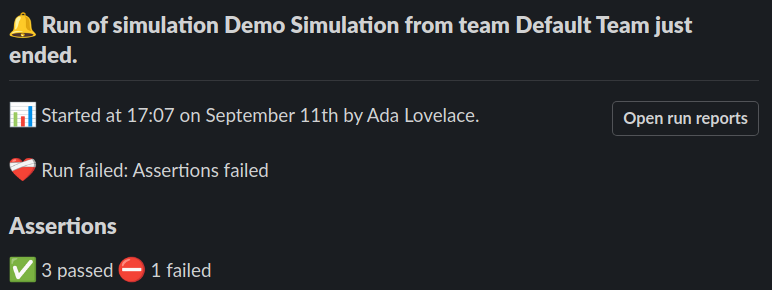 🔔 Run of simulation Demo Simulation from team Default Team just
ended.
📊 Started at 17:07 on September 11th by Ada Lovelace.
Open run reports
❤️‍🩹 Run failed: Assertions failed
Assertions
✅ 3 passed ⛔ 1 failed